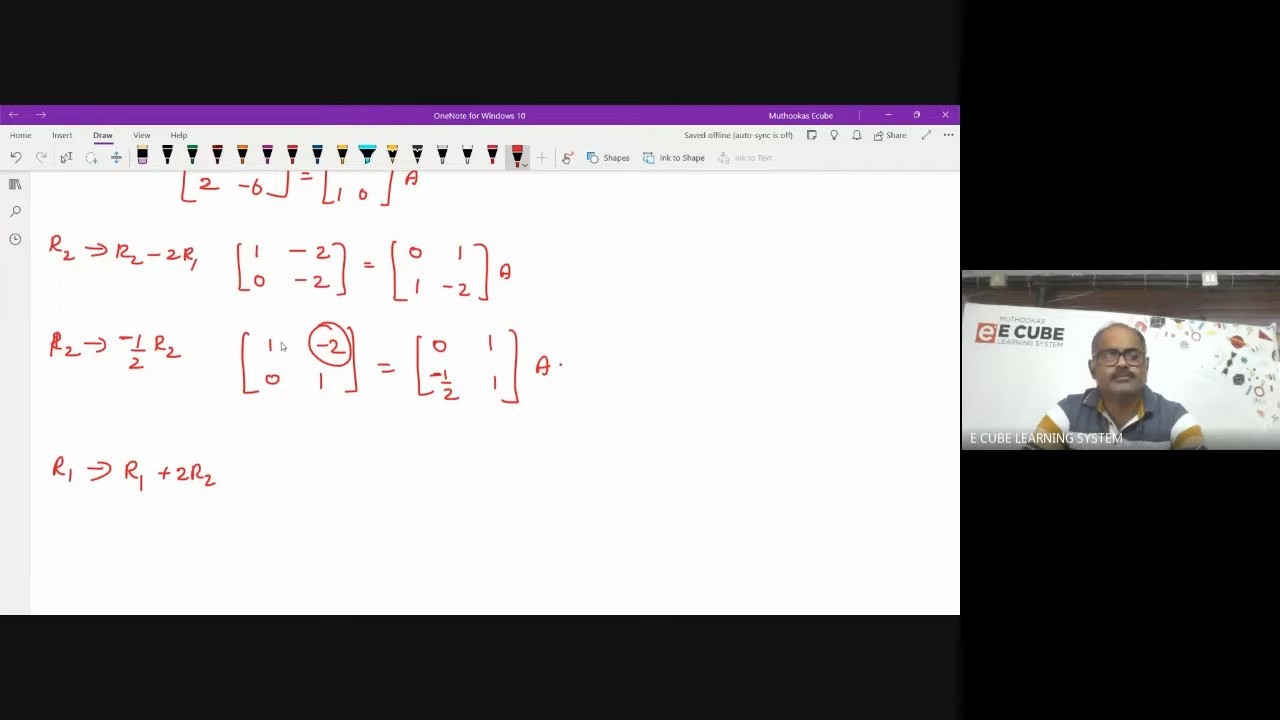 OneNote for Windows 10
Muthookas Ecube
Home Insert Draw View Help
Saved offline (auto-sync is off)
Share
Shapes
Ink to Shape
Ink to Text
[2 -6] = [1 0] A
R2 → R2 - 2R1 [1 -2] = [0 1]
[0 -2] [1 -2] A
R2 → -1/2 R2 [1 -2] = [0 1]
[0 1] [-1/2 1] A.
R1 → R1 + 2R2
MUTHOOKAS
e E CUBE
LEARNING SYSTEM
E CUBE LEARNING SYSTEM